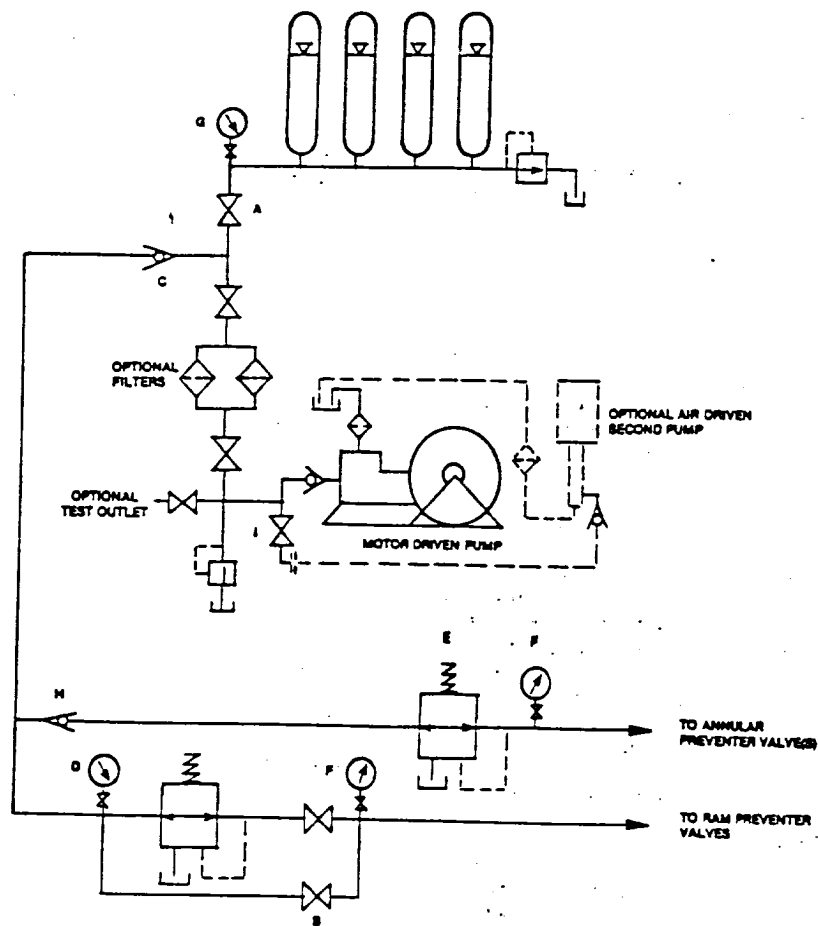 G
A
C
OPTIONAL
FILTERS
OPTIONAL AIR DRIVEN
SECOND PUMP
OPTIONAL
TEST OUTLET
I
MOTOR DRIVEN PUMP
E
F
H
TO ANNULAR
PREVENTER VALVE(S)
D
F
TO RAM PREVENTER
VALVES